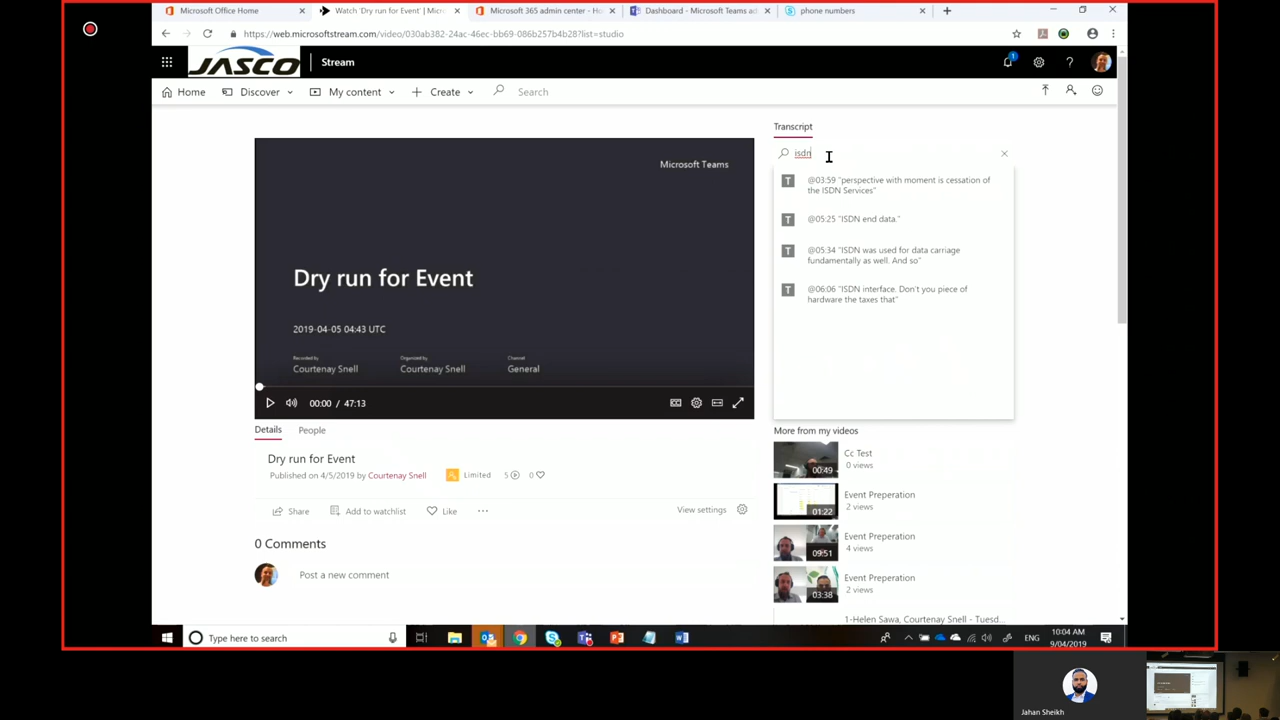 Microsoft Office Home
Watch 'Dry run for Event' | Micr
Microsoft 365 admin center - Ho
Dashboard - Microsoft Teams ad
phone numbers
https://web.microsoftstream.com/video/030ab382-24ac-46ec-bb69-086b257b4b28?list=studio
JASCO
Stream
1
Home
Discover
My content
Create
Search
Microsoft Teams
Dry run for Event
2019-04-05 04:43 UTC
Recorded by
Organized by
Channel
Courtenay Snell
Courtenay Snell
General
00:00 / 47:13
Transcript
isdn
@03:59 "perspective with moment is cessation of
the ISDN Services"
@05:25 "ISDN end data."
@05:34 "ISDN was used for data carriage
fundamentally as well. And so"
@06:06 "ISDN interface. Don't you piece of
hardware the taxes that"
Details
People
Dry run for Event
Published on 4/5/2019 by Courtenay Snell
Limited
5
0
Share
Add to watchlist
Like
View settings
0 Comments
Post a new comment
More from my videos
Cc Test
0 views
00:49
Event Preperation
2 views
01:22
Event Preperation
4 views
09:51
Event Preperation
2 views
03:38
1-Helen Sawa, Courtenay Snell - Tuesd...
Type here to search
ENG
10:04 AM
9/04/2019
Jahan Sheikh